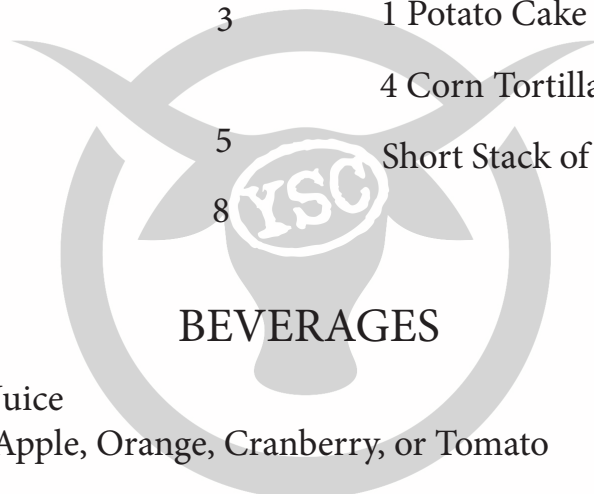 3
1 Potato Cake
4 Corn Tortilla
5
Short Stack of
8
YSC
BEVERAGES
Juice
Apple, Orange, Cranberry, or Tomato